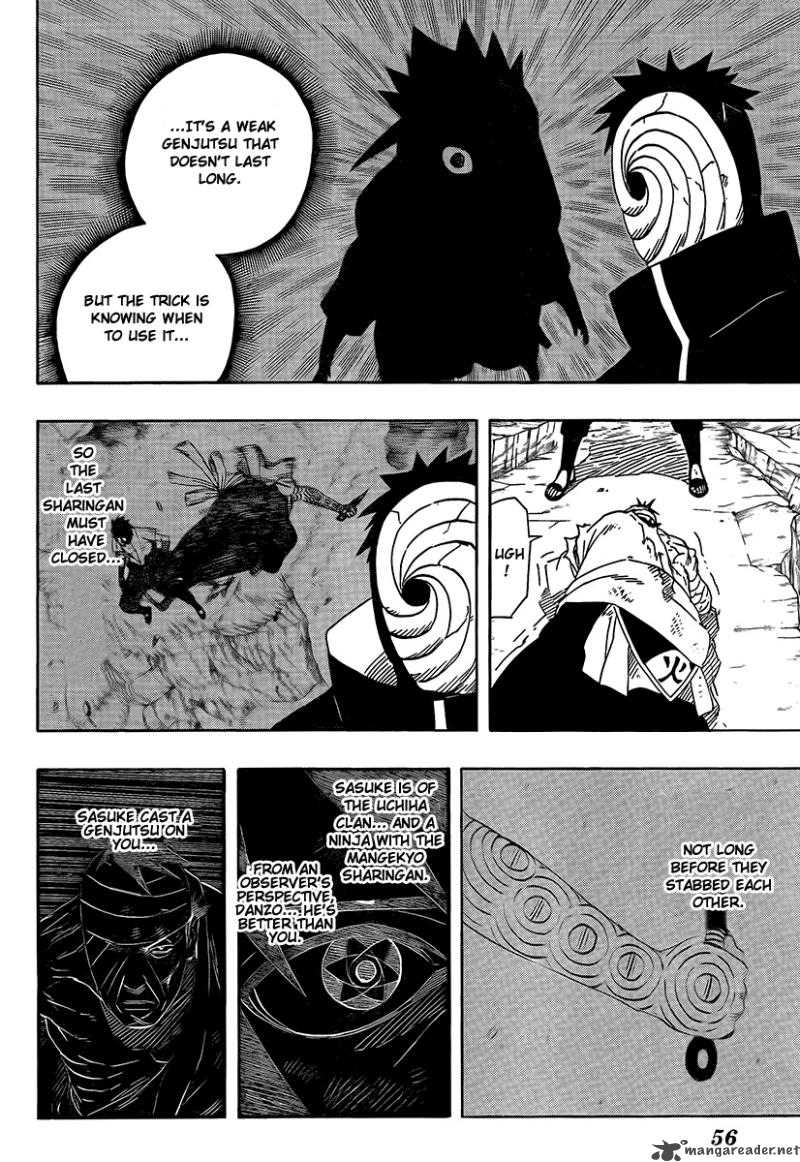 ...IT'S A WEAK
GENJUTSU THAT
DOESN'T LAST
LONG.
BUT THE TRICK IS
KNOWING WHEN
TO USE IT...
UGH
!
火
SO
THE
LAST
SHARINGAN
MUST
HAVE
CLOSED...
NOT LONG
BEFORE THEY
STABBED EACH
OTHER.
SASUKE IS OF
THE UCHIHA
CLAN... AND A
NINJA WITH THE
MANGEKYO
SHARINGAN.
FROM AN
OBSERVER'S
PERSPECTIVE,
DANZO... HE'S
BETTER THAN
YOU.
SASUKE CAST A
GENJUTSU ON
YOU...
56
mangareader.net